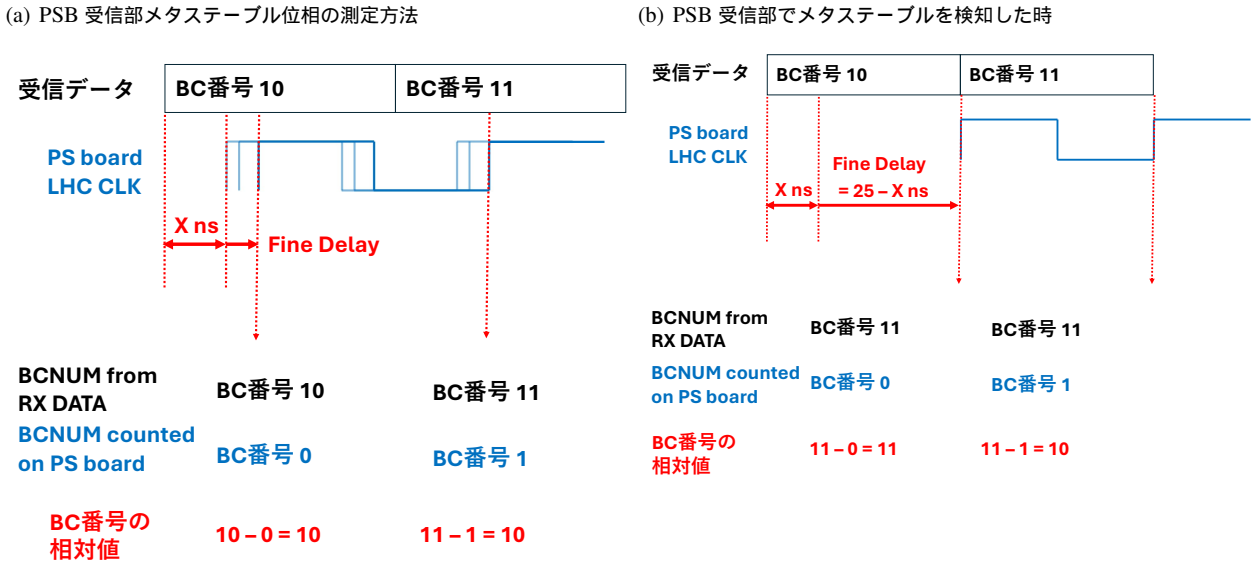 (a) PSB 受信部メタステーブル位相の測定方法
受信データ
BC番号 10
BC番号 11
PS board
LHC CLK
X ns
Fine Delay
BCNUM from
RX DATA
BC番号 10
BC番号 11
BCNUM counted
on PS board
BC番号 0
BC番号 1
BC番号の
相対値
10 – 0 = 10
11 – 1 = 10
(b) PSB 受信部でメタステーブルを検知した時
受信データ
BC番号 10
BC番号 11
PS board
LHC CLK
Fine Delay
= 25 – X ns
X ns
BCNUM from
RX DATA
BC番号 11
BC番号 11
BCNUM counted
on PS board
BC番号 0
BC番号 1
BC番号の
相対値
11 – 0 = 11
11 – 1 = 10